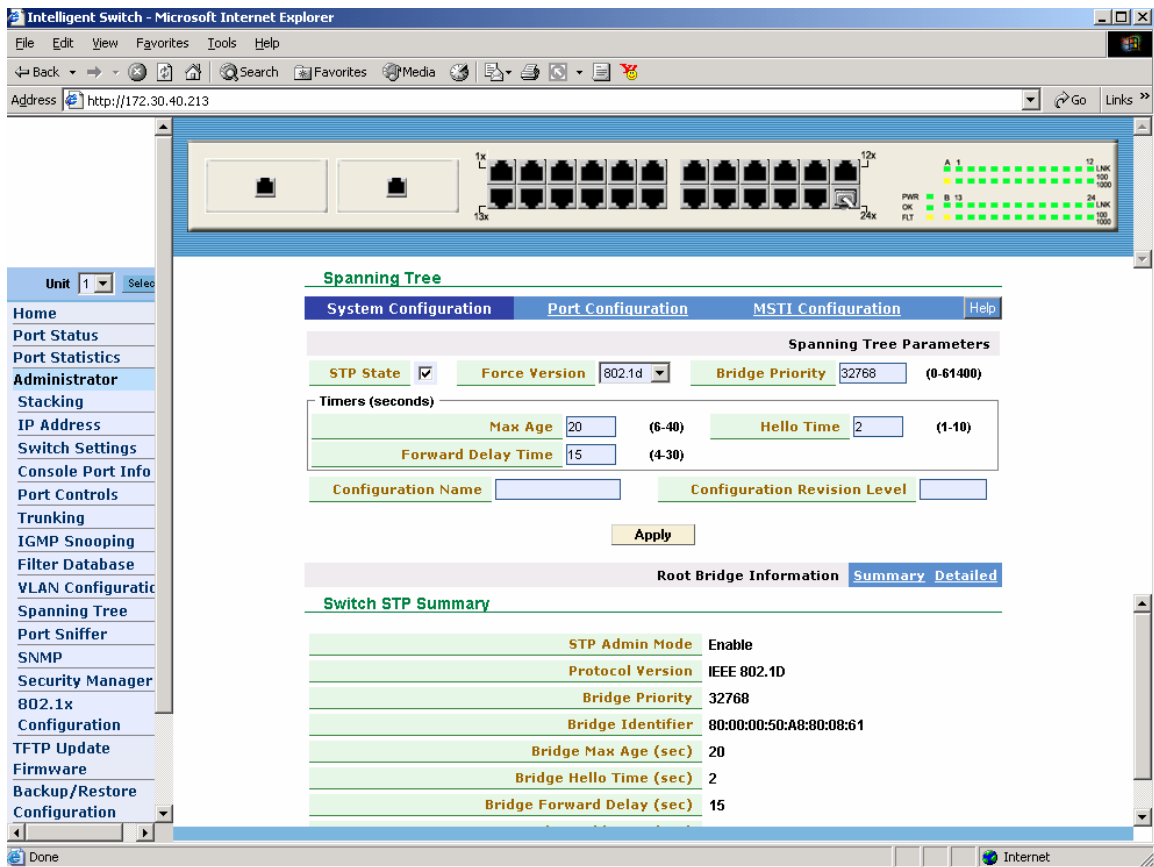 Intelligent Switch - Microsoft Internet Explorer
File Edit View Favorites Tools Help
Back Search Favorites Media
Address http://172.30.40.213 Go Links »
1x 12x
13x 24x
A 1 12 LNK
100
1000
PWR B 13 24 LNK
OK 100
FLT 1000
Unit 1 Selec
Home
Port Status
Port Statistics
Administrator
Stacking
IP Address
Switch Settings
Console Port Info
Port Controls
Trunking
IGMP Snooping
Filter Database
VLAN Configuratio
Spanning Tree
Port Sniffer
SNMP
Security Manager
802.1x
Configuration
TFTP Update
Firmware
Backup/Restore
Configuration
Spanning Tree
System Configuration Port Configuration MSTI Configuration Help
Spanning Tree Parameters
STP State Force Version 802.1d Bridge Priority 32768 (0-61400)
Timers (seconds)
Max Age 20 (6-40) Hello Time 2 (1-10)
Forward Delay Time 15 (4-30)
Configuration Name Configuration Revision Level
Apply
Root Bridge Information Summary Detailed
Switch STP Summary
STP Admin Mode Enable
Protocol Version IEEE 802.1D
Bridge Priority 32768
Bridge Identifier 80:00:00:50:A8:80:08:61
Bridge Max Age (sec) 20
Bridge Hello Time (sec) 2
Bridge Forward Delay (sec) 15
Done Internet